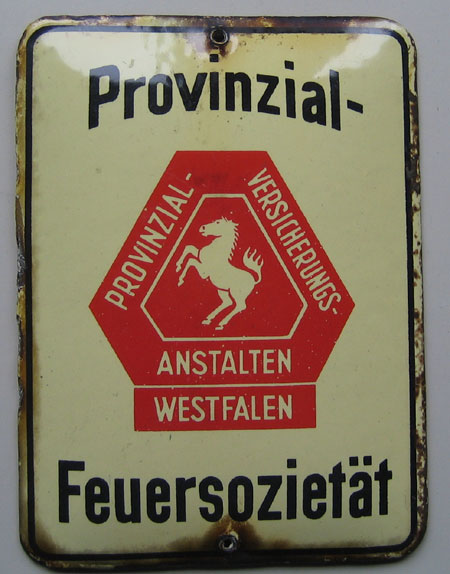 Provinzial-
PROVINZIAL-
VERSICHERUNGS-
ANSTALTEN
WESTFALEN
Feuersozietät